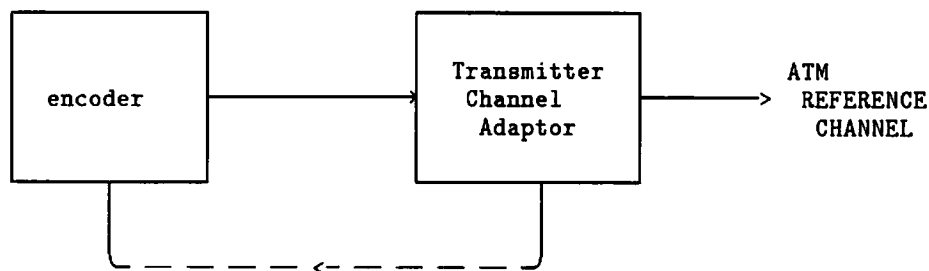 encoder
Transmitter
Channel
Adaptor
ATM
REFERENCE
CHANNEL